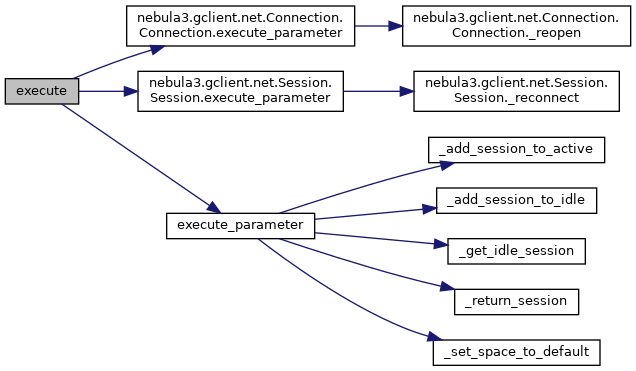 execute
nebula3.gclient.net.Connection.
Connection.execute_parameter
nebula3.gclient.net.Connection.
Connection._reopen
nebula3.gclient.net.Session.
Session.execute_parameter
nebula3.gclient.net.Session.
Session._reconnect
execute_parameter
_add_session_to_active
_add_session_to_idle
_get_idle_session
_return_session
_set_space_to_default